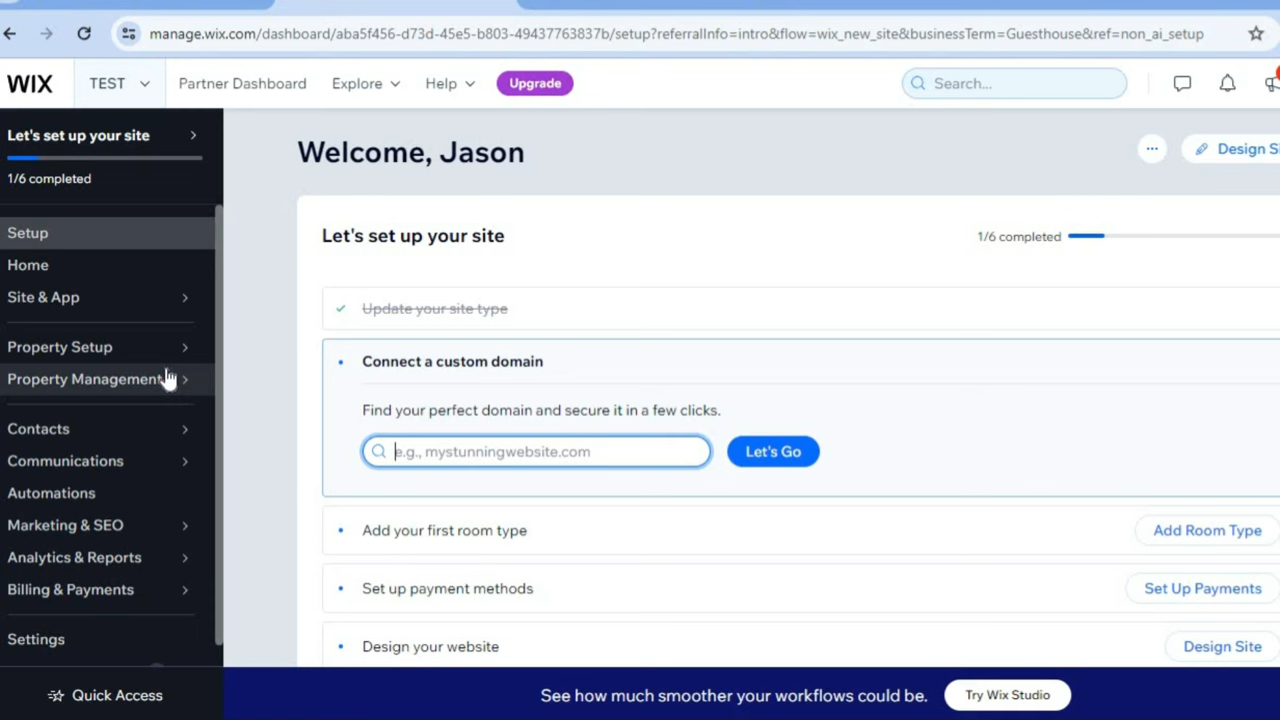 manage.wix.com/dashboard/aba5f456-d73d-45e5-b803-49437763837b/setup?referralInfo=intro&flow=wix_new_site&businessTerm=Guesthouse&ref=non_ai_setup
WIX TEST Partner Dashboard Explore Help Upgrade Search...
Let's set up your site
1/6 completed
Setup
Home
Site & App
Property Setup
Property Management
Contacts
Communications
Automations
Marketing & SEO
Analytics & Reports
Billing & Payments
Settings
Quick Access
Welcome, Jason
... Design Si
Let's set up your site 1/6 completed
Update your site type
Connect a custom domain
Find your perfect domain and secure it in a few clicks.
e.g., mystunningwebsite.com Let's Go
Add your first room type Add Room Type
Set up payment methods Set Up Payments
Design your website Design Site
See how much smoother your workflows could be. Try Wix Studio